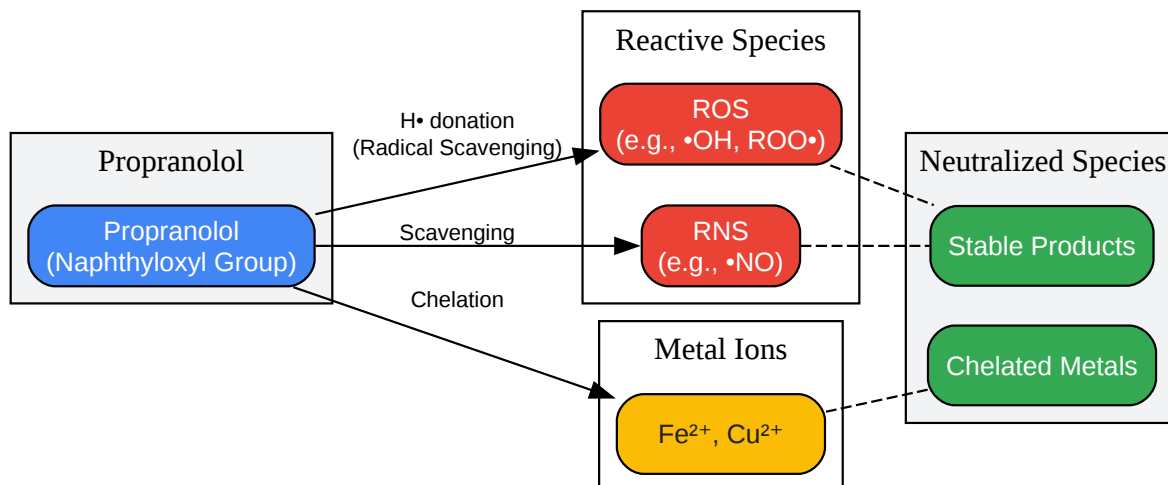 Propranolol
Propranolol
(Naphthyloxyl Group)
H• donation
(Radical Scavenging)
Scavenging
Chelation
Reactive Species
ROS
(e.g., •OH, ROO•)
RNS
(e.g., •NO)
Metal Ions
Fe²⁺, Cu²⁺
Neutralized Species
Stable Products
Chelated Metals